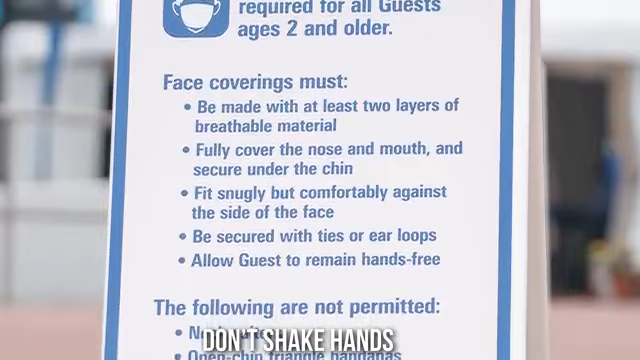 required for all Guests
ages 2 and older.
Face coverings must:
• Be made with at least two layers of
breathable material
• Fully cover the nose and mouth, and
secure under the chin
• Fit snugly but comfortably against
the side of the face
• Be secured with ties or ear loops
• Allow Guest to remain hands-free
The following are not permitted:
DON'T SHAKE HANDS
• Open-chin triangle bandanas